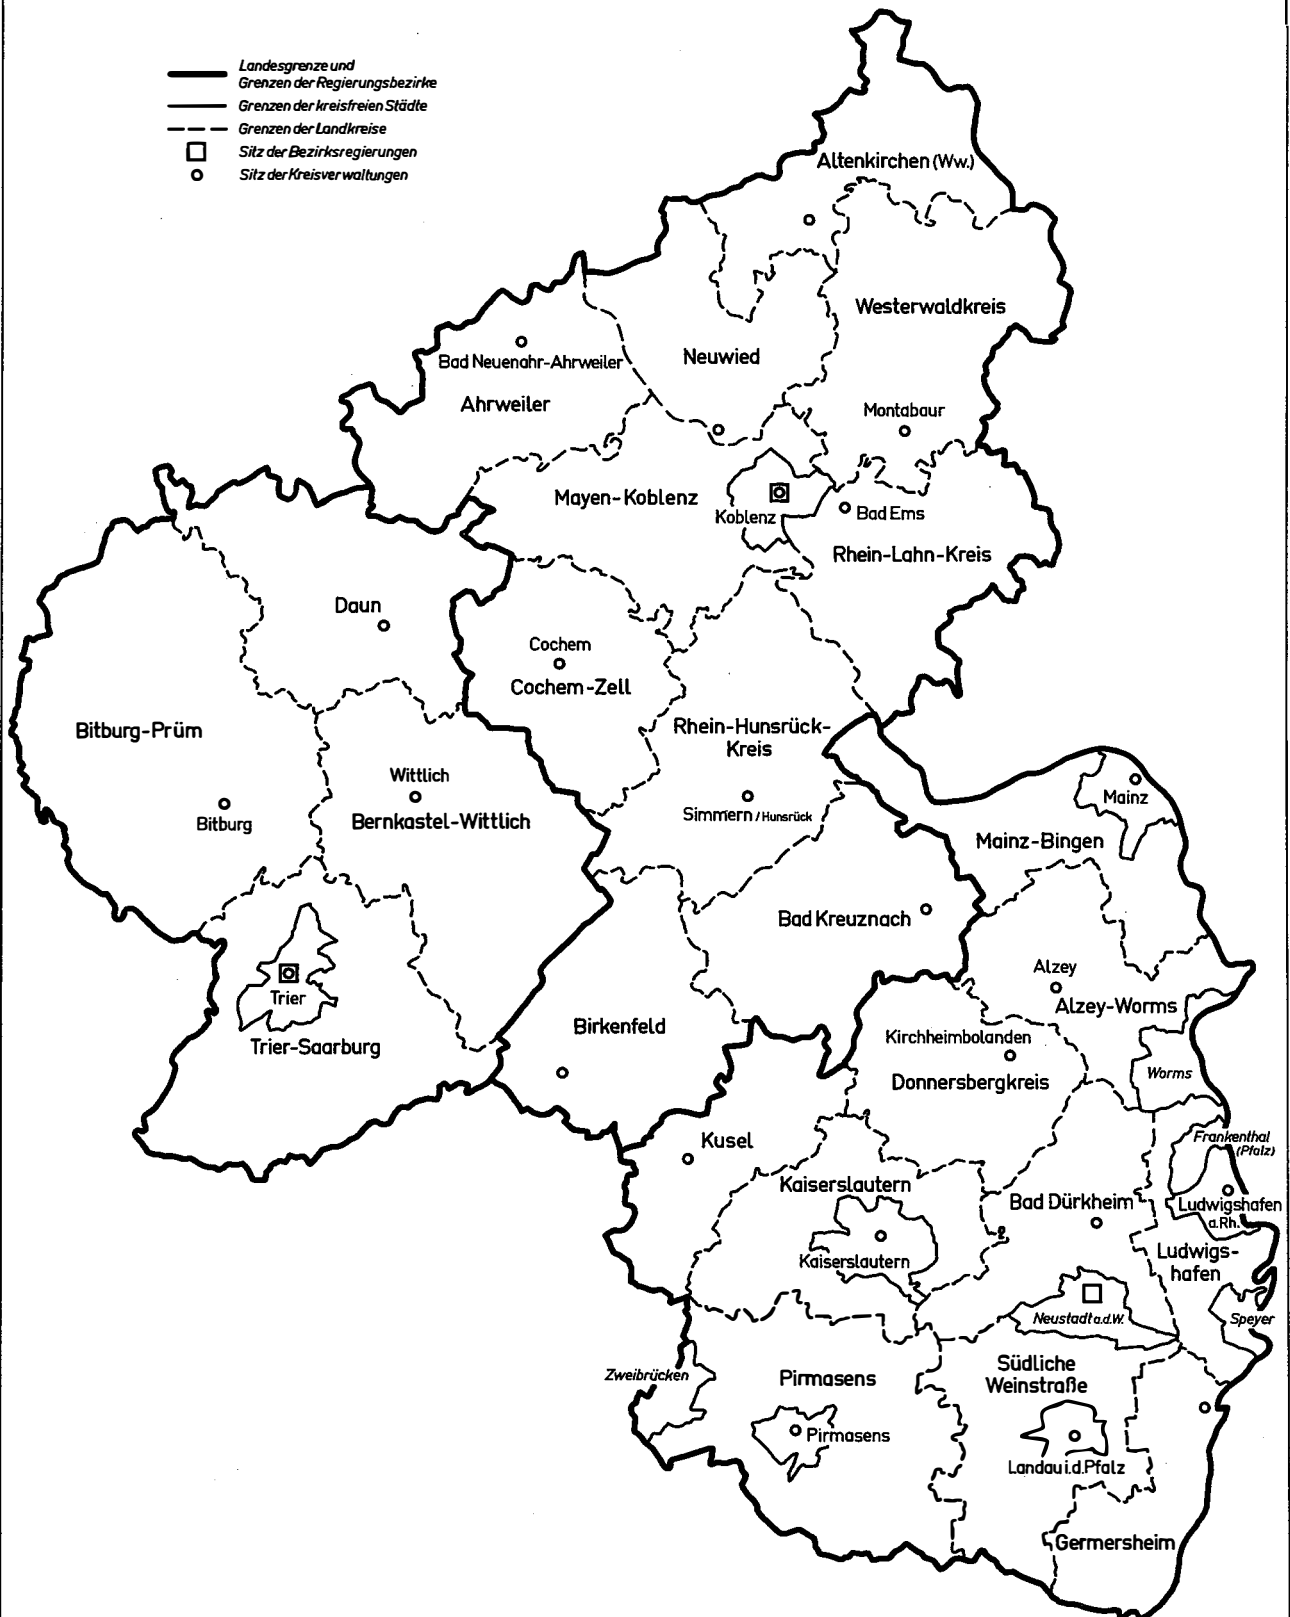 Landesgrenze und
Grenzen der Regierungsbezirke
Grenzen der kreisfreien Städte
Grenzen der Landkreise
Sitz der Bezirksregierungen
Sitz der Kreisverwaltungen
Altenkirchen (Ww.)
Westerwaldkreis
Neuwied
Bad Neuenahr-Ahrweiler
Ahrweiler
Montabaur
Mayen-Koblenz
Koblenz
Bad Ems
Rhein-Lahn-Kreis
Daun
Cochem
Cochem-Zell
Bitburg-Prüm
Rhein-Hunsrück-
Kreis
Wittlich
Bitburg
Bernkastel-Wittlich
Simmern / Hunsrück
Mainz
Mainz-Bingen
Bad Kreuznach
Alzey
Alzey-Worms
Trier
Trier-Saarburg
Birkenfeld
Kirchheimbolanden
Donnersbergkreis
Worms
Kusel
Frankenthal
(Pfalz)
Kaiserslautern
Bad Dürkheim
Ludwigshafen
a. Rh.
Kaiserslautern
Ludwigs-
hafen
Neustadt a.d.W.
Speyer
Zweibrücken
Pirmasens
Südliche
Weinstraße
Pirmasens
Landau i.d. Pfalz
Germersheim